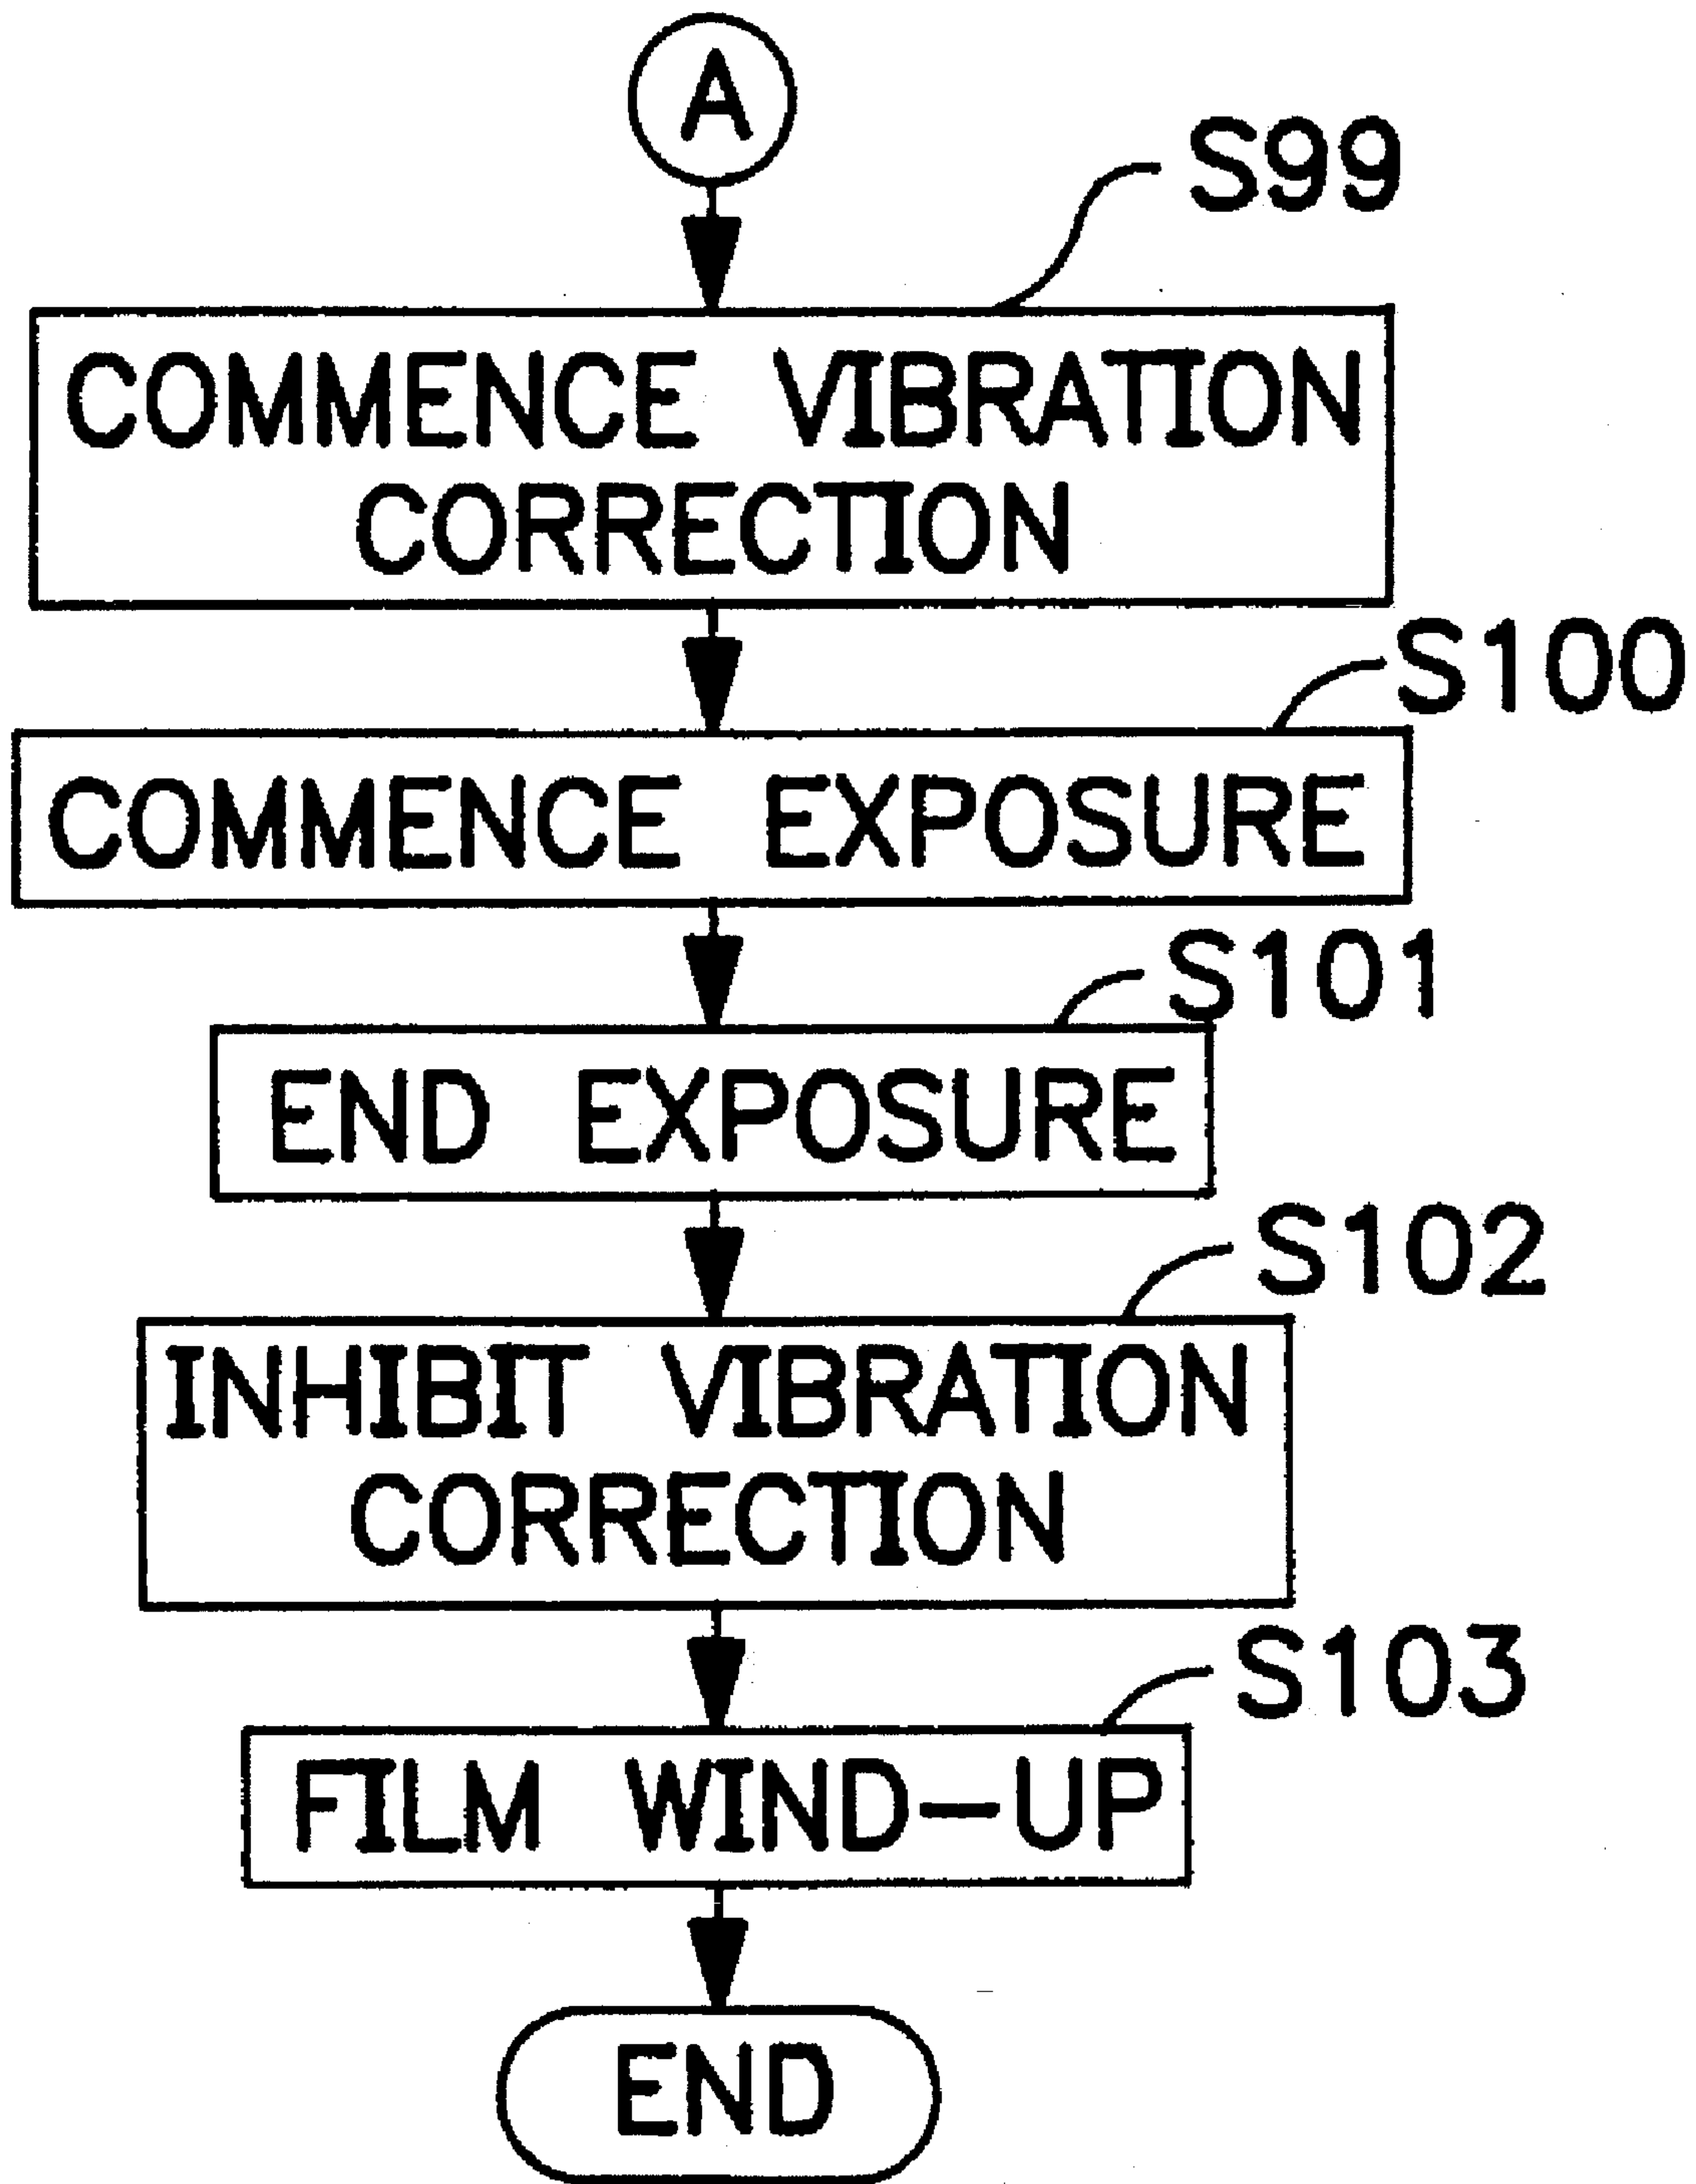 A
S99
COMMENCE VIBRATION
CORRECTION
S100
COMMENCE EXPOSURE
S101
END EXPOSURE
S102
INHIBIT VIBRATION
CORRECTION
S103
FILM WIND-UP
END